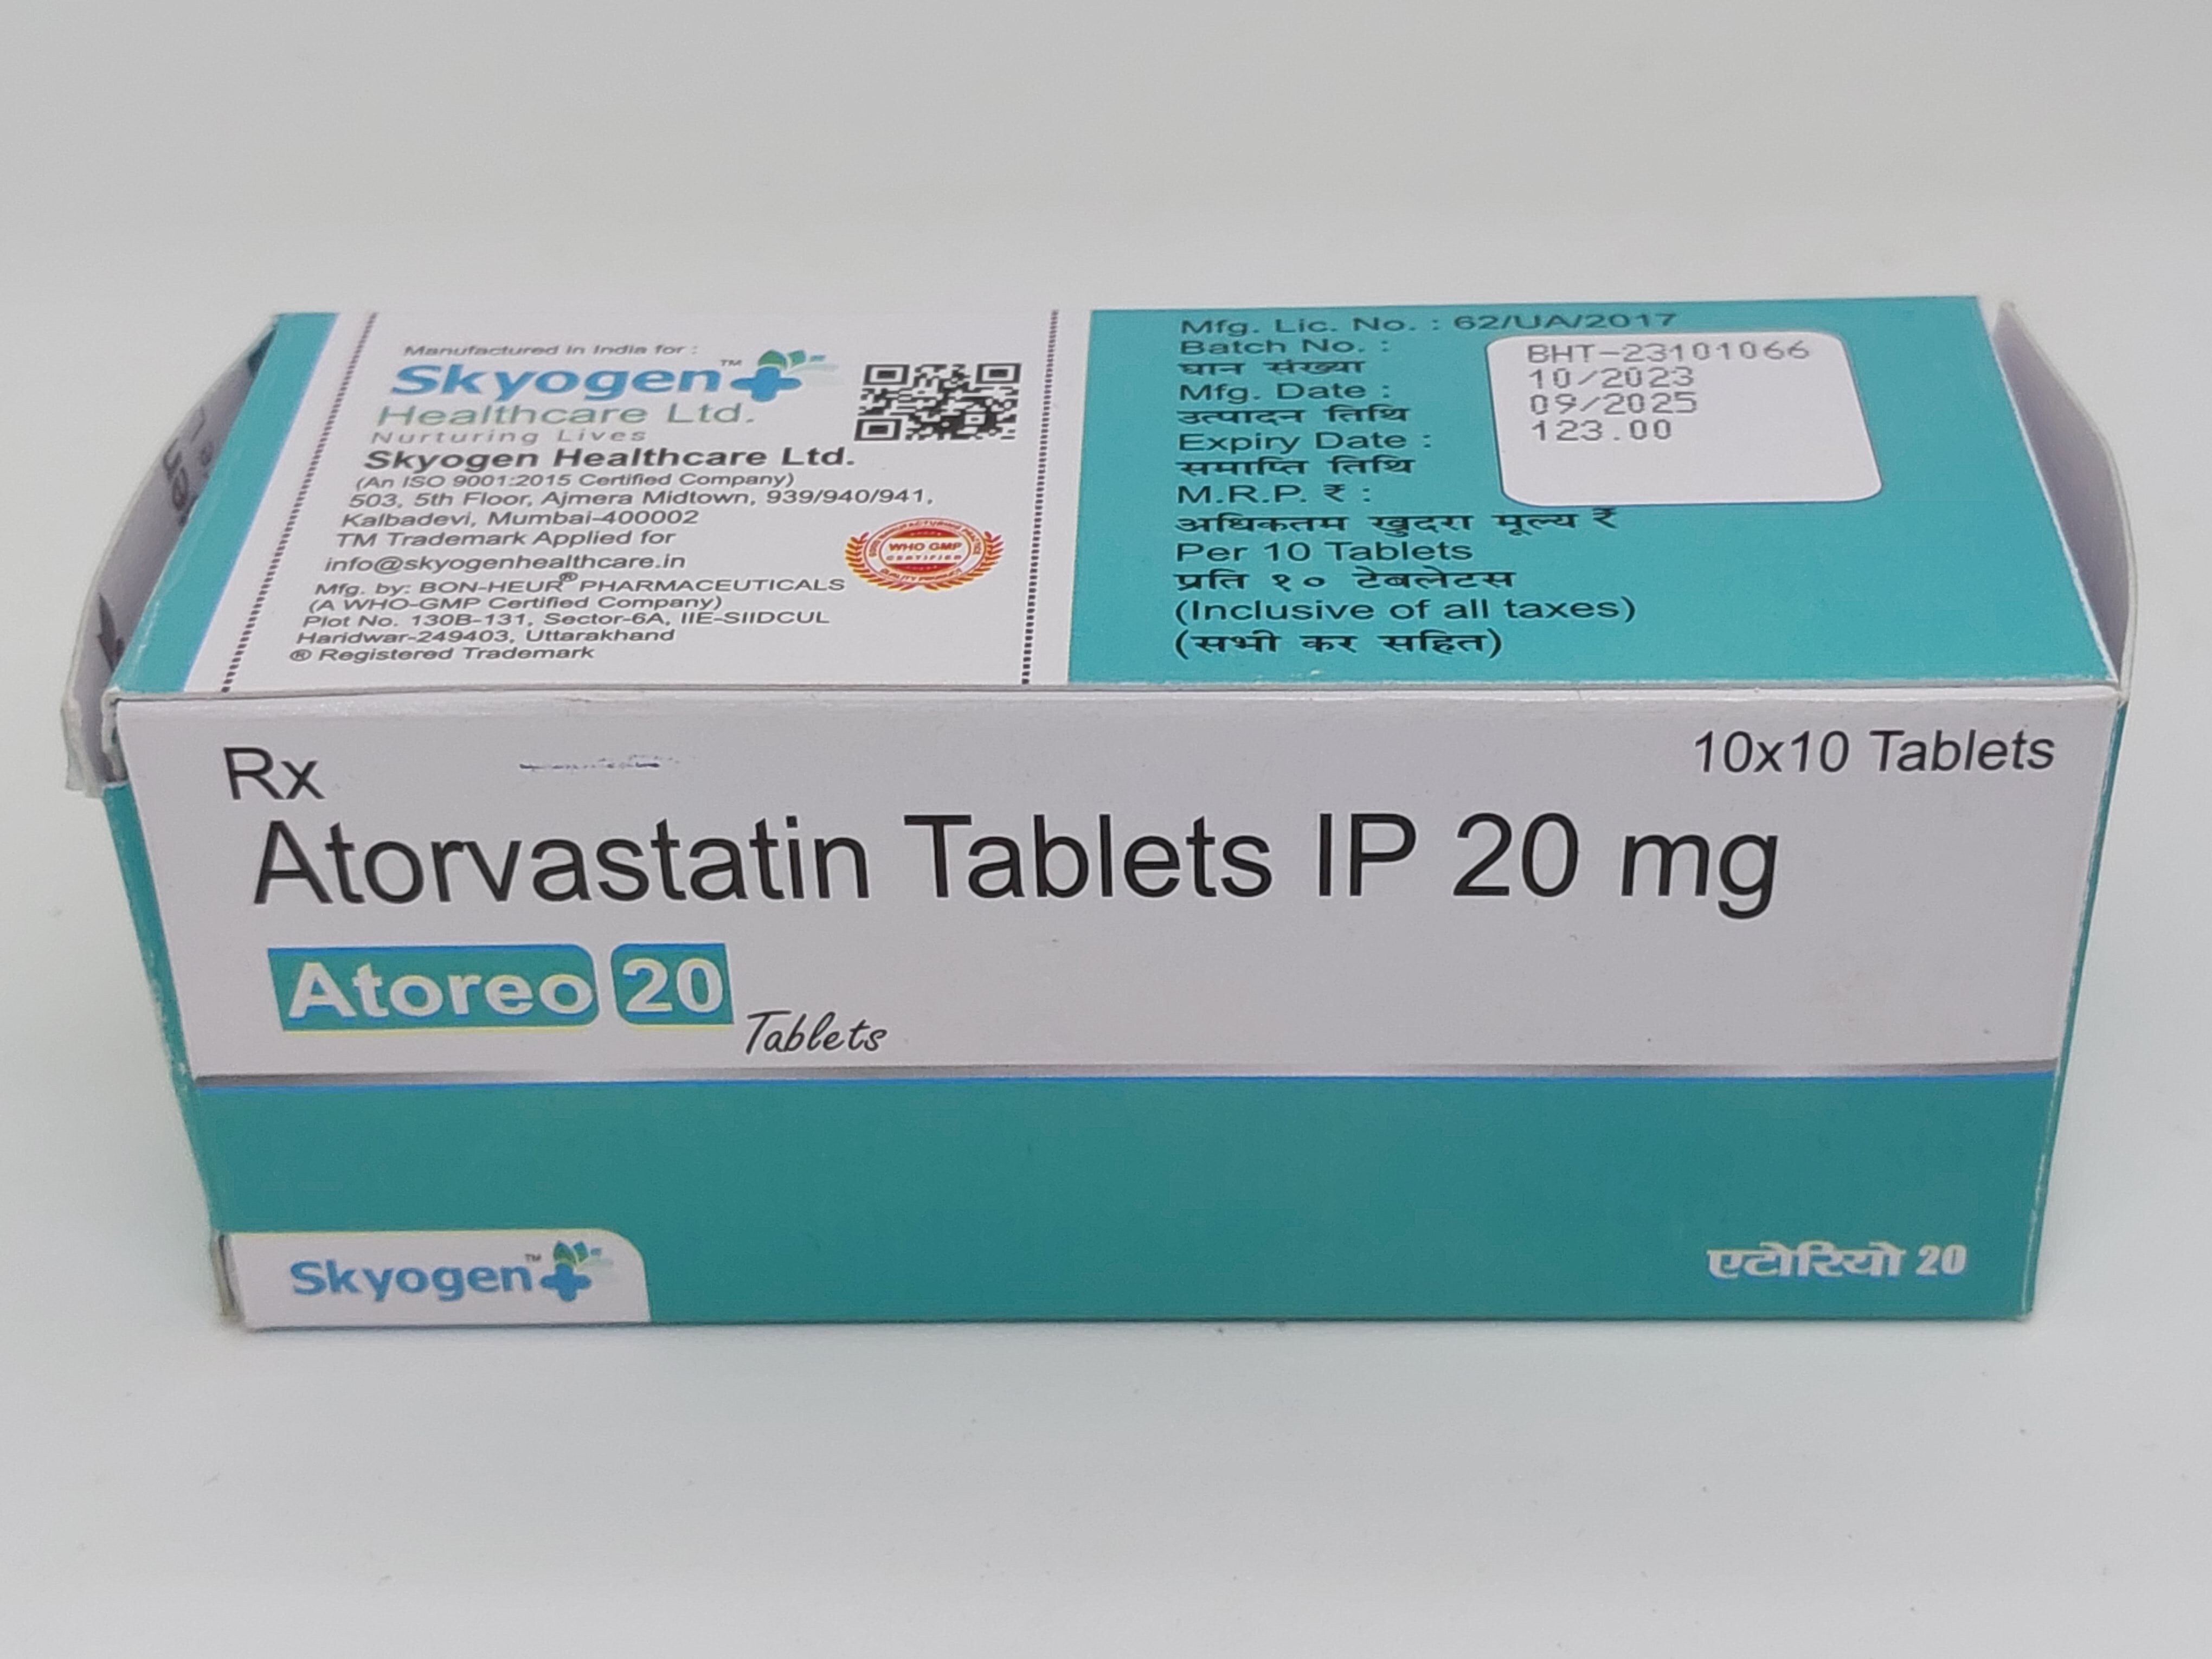 Manufactured in India for :
Skyogen™
Healthcare Ltd.
Nurturing Lives
Skyogen Healthcare Ltd.
(An ISO 9001:2015 Certified Company)
503, 5th Floor, Ajmera Midtown, 939/940/941,
Kalbadevi, Mumbai-400002
TM Trademark Applied for
info@skyogenhealthcare.in
Mfg. by: BON-HEUR® PHARMACEUTICALS
(A WHO-GMP Certified Company)
Plot No. 130B-131, Sector-6A, IIE-SIIDCUL
Haridwar-249403, Uttarakhand
® Registered Trademark
WHO GMP
CERTIFIED
Mfg. Lic. No. : 62/UA/2017
Batch No. :
घान संख्या
Mfg. Date :
उत्पादन तिथि
Expiry Date :
समाप्ति तिथि
M.R.P. ₹ :
अधिकतम खुदरा मूल्य ₹
Per 10 Tablets
प्रति १० टेबलेटस
(Inclusive of all taxes)
(सभी कर सहित)
BHT-23101066
10/2023
09/2025
123.00
Rx
10x10 Tablets
Atorvastatin Tablets IP 20 mg
Atoreo 20
Tablets
Skyogen™
एटोरियो 20